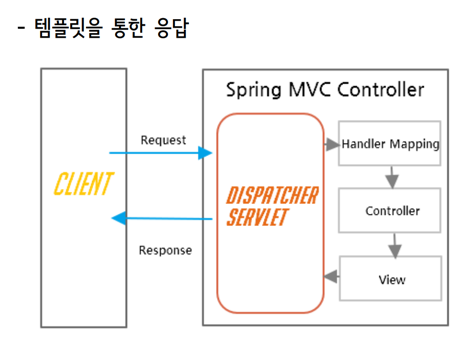 - 템플릿을 통한 응답
Spring MVC Controller
Request
Handler Mapping
CLIENT
DISPATCHER
SERVLET
Controller
Response
View